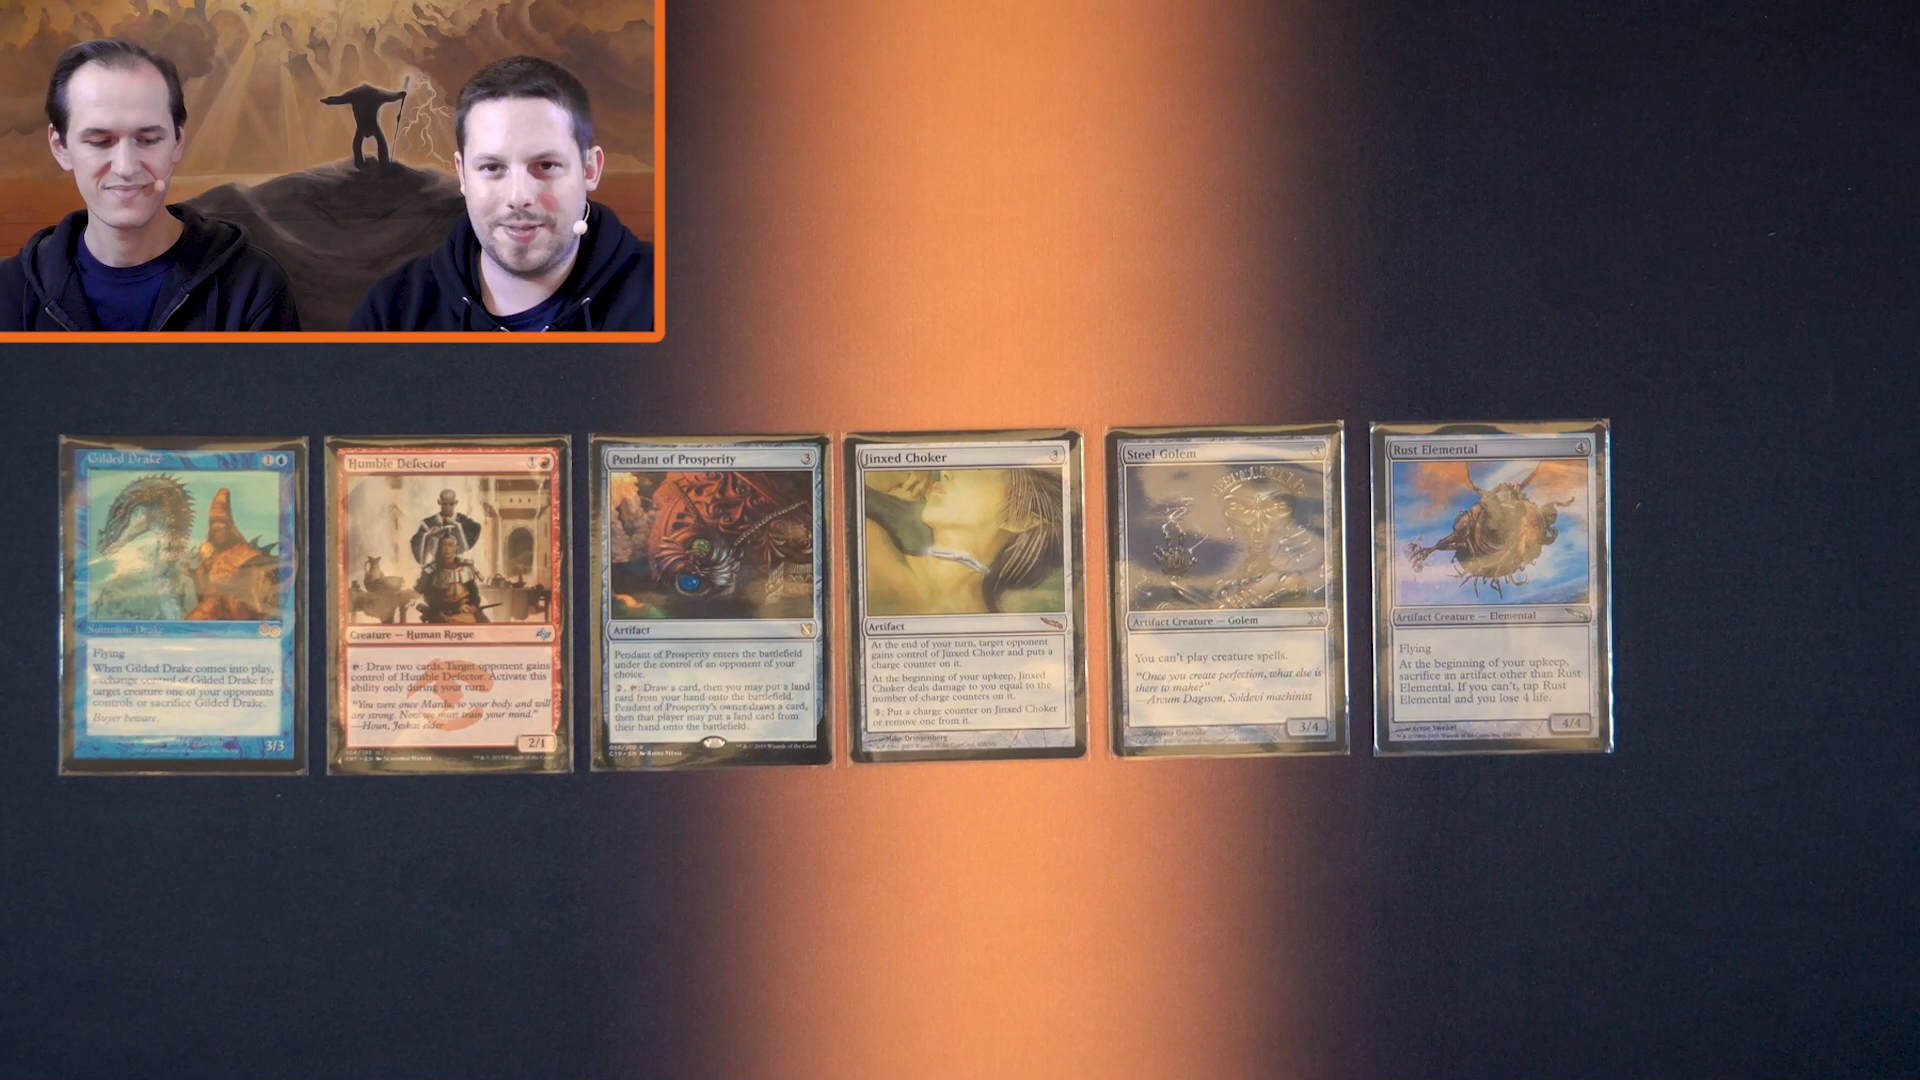 Gilded Drake
Summon Drake
Flying
When Gilded Drake comes into play,
exchange control of Gilded Drake for
target creature one of your opponents
controls or sacrifice Gilded Drake.
Buyer beware.
3/3
Humble Defector
1
Creature — Human Rogue
: Draw two cards. Target opponent gains
control of Humble Defector. Activate this
ability only during your turn.
"You were once Mardu, so your body and will
are strong. Now we must train your mind."
—Houn, Jeskai elder
2/1
Pendant of Prosperity
3
Artifact
Pendant of Prosperity enters the battlefield
under the control of an opponent of your
choice.
2, : Draw a card, then you may put a land
card from your hand onto the battlefield.
Pendant of Prosperity's owner draws a card,
then that player may put a land card from
their hand onto the battlefield.
Jinxed Choker
3
Artifact
At the end of your turn, target opponent
gains control of Jinxed Choker and puts a
charge counter on it.
At the beginning of your upkeep, Jinxed
Choker deals damage to you equal to the
number of charge counters on it.
3: Put a charge counter on Jinxed Choker
or remove one from it.
Mike Dringenberg
Steel Golem
3
Artifact Creature — Golem
You can't play creature spells.
"Once you create perfection, what else is
there to make?"
—Arcum Dagsson, Soldevi machinist
3/4
Rust Elemental
4
Artifact Creature — Elemental
Flying
At the beginning of your upkeep,
sacrifice an artifact other than Rust
Elemental. If you can't, tap Rust
Elemental and you lose 4 life.
Arnie Swekel
4/4